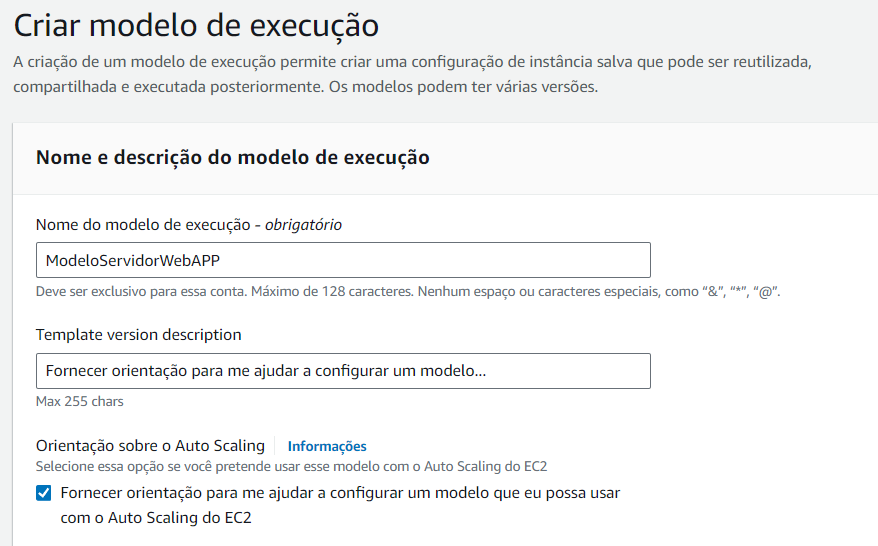 Criar modelo de execução
A criação de um modelo de execução permite criar uma configuração de instância salva que pode ser reutilizada,
compartilhada e executada posteriormente. Os modelos podem ter várias versões.
Nome e descrição do modelo de execução
Nome do modelo de execução - obrigatório
ModeloServidorWebAPP
Deve ser exclusivo para essa conta. Máximo de 128 caracteres. Nenhum espaço ou caracteres especiais, como “&”, “*”, “@”.
Template version description
Fornecer orientação para me ajudar a configurar um modelo...
Max 255 chars
Orientação sobre o Auto Scaling Informações
Selecione essa opção se você pretende usar esse modelo com o Auto Scaling do EC2
Fornecer orientação para me ajudar a configurar um modelo que eu possa usar
com o Auto Scaling do EC2